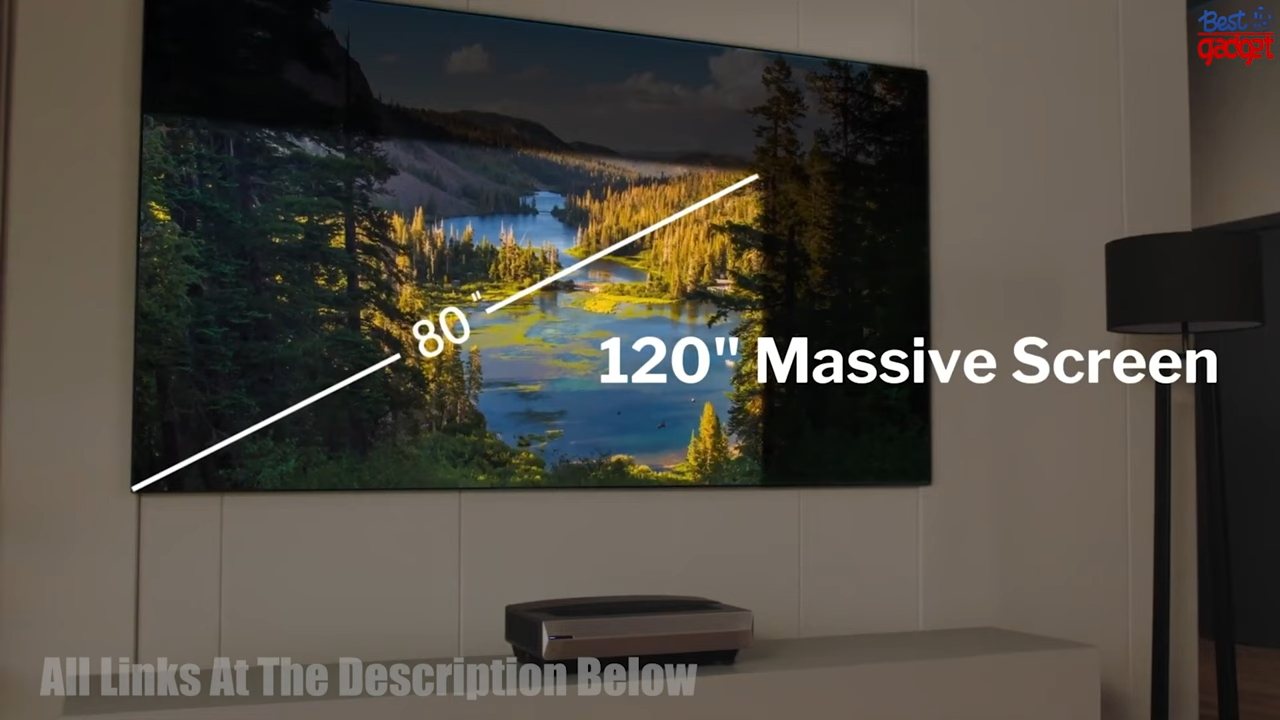 Best
gadget
80"
120" Massive Screen
All Links At The Description Below